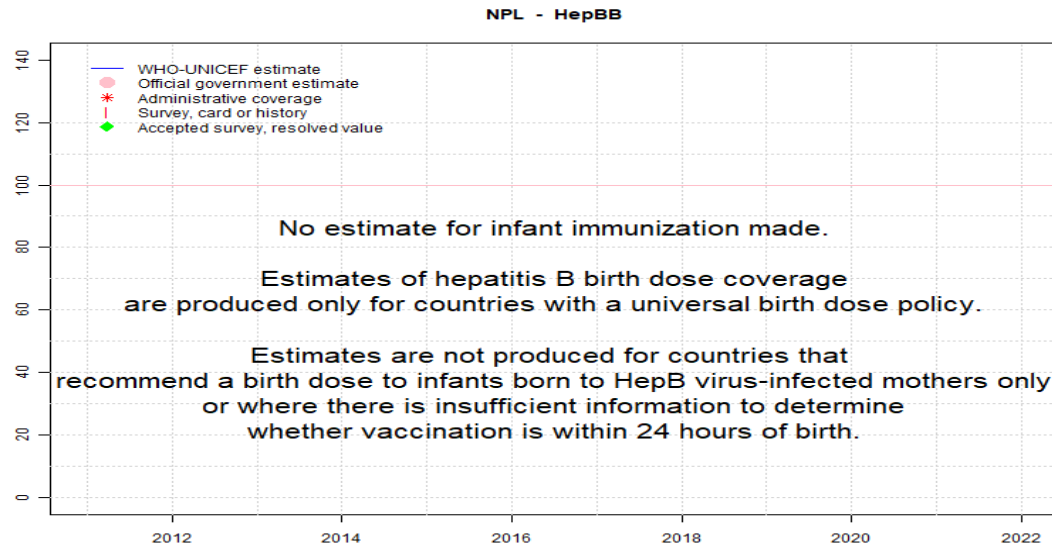 NPL - HepBB
140
120
100
80
60
40
20
0
WHO-UNICEF estimate
Official government estimate
Administrative coverage
Survey, card or history
Accepted survey, resolved value
No estimate for infant immunization made.
Estimates of hepatitis B birth dose coverage
are produced only for countries with a universal birth dose policy.
Estimates are not produced for countries that
recommend a birth dose to infants born to HepB virus-infected mothers only
or where there is insufficient information to determine
whether vaccination is within 24 hours of birth.
2012 2014 2016 2018 2020 2022